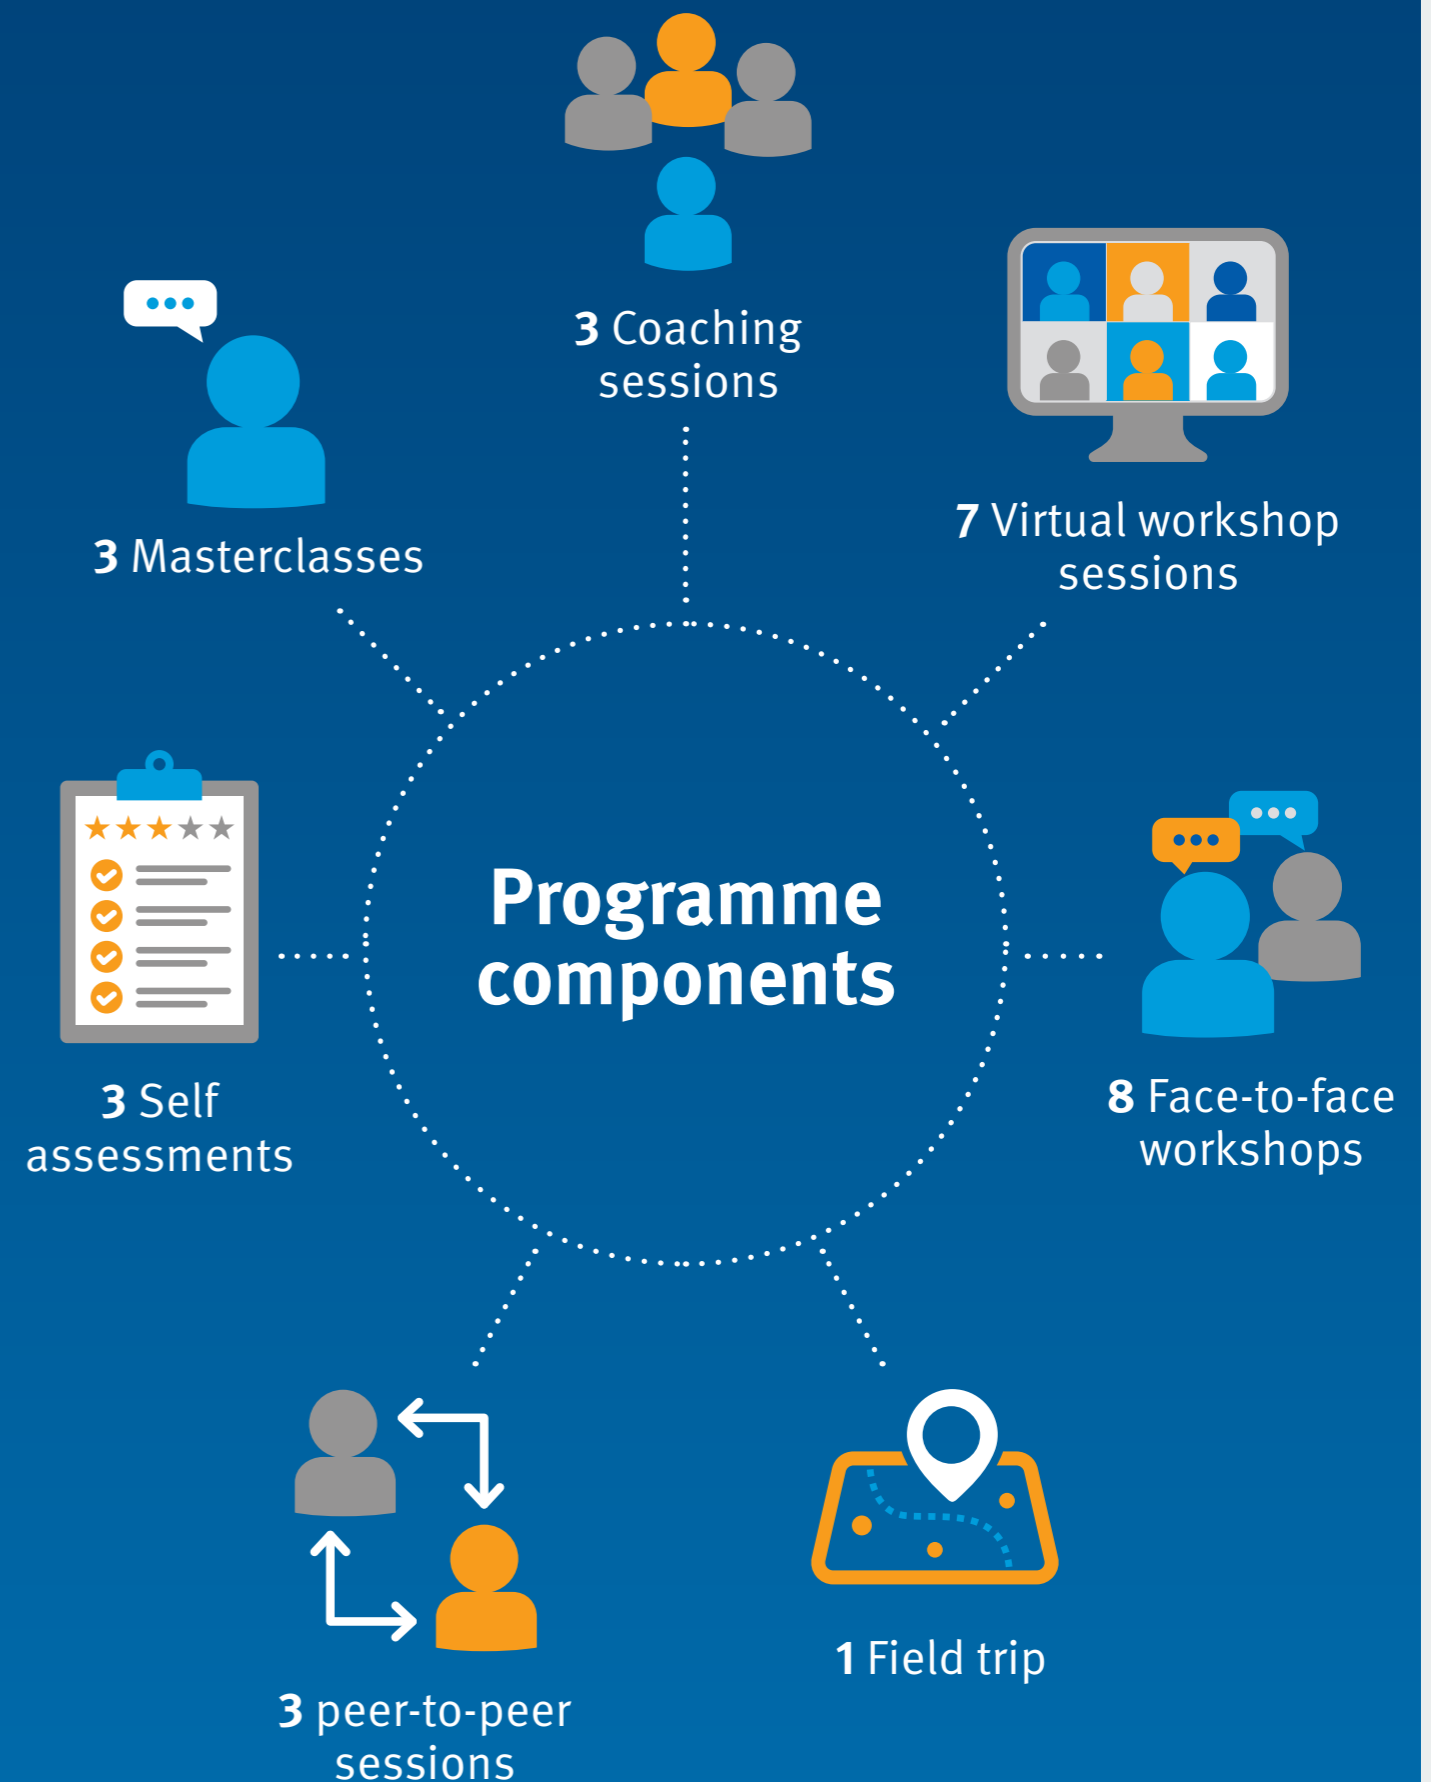 3 Coaching
sessions
3 Masterclasses
7 Virtual workshop
sessions
Programme
components
3 Self
assessments
8 Face-to-face
workshops
3 peer-to-peer
sessions
1 Field trip